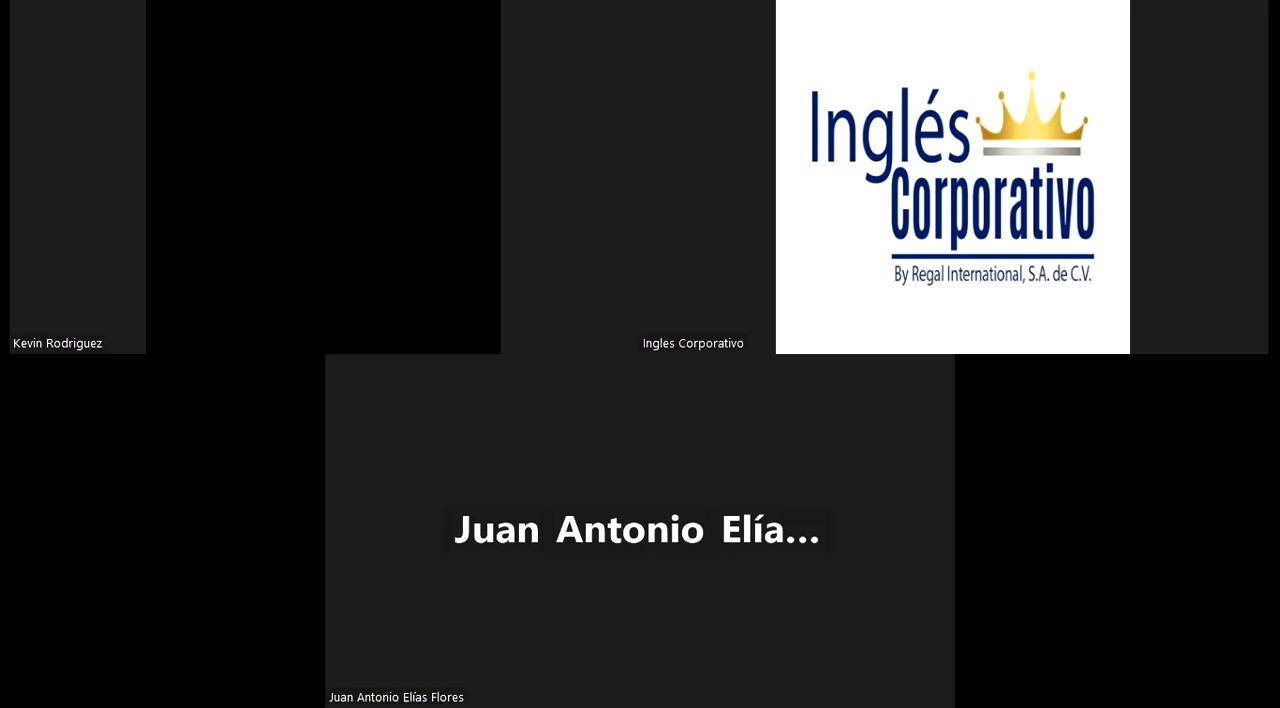 Inglés
Corporativo
By Regal International, S.A. de C.V.
Kevin Rodriguez
Ingles Corporativo
Juan Antonio Elía...
Juan Antonio Elías Flores